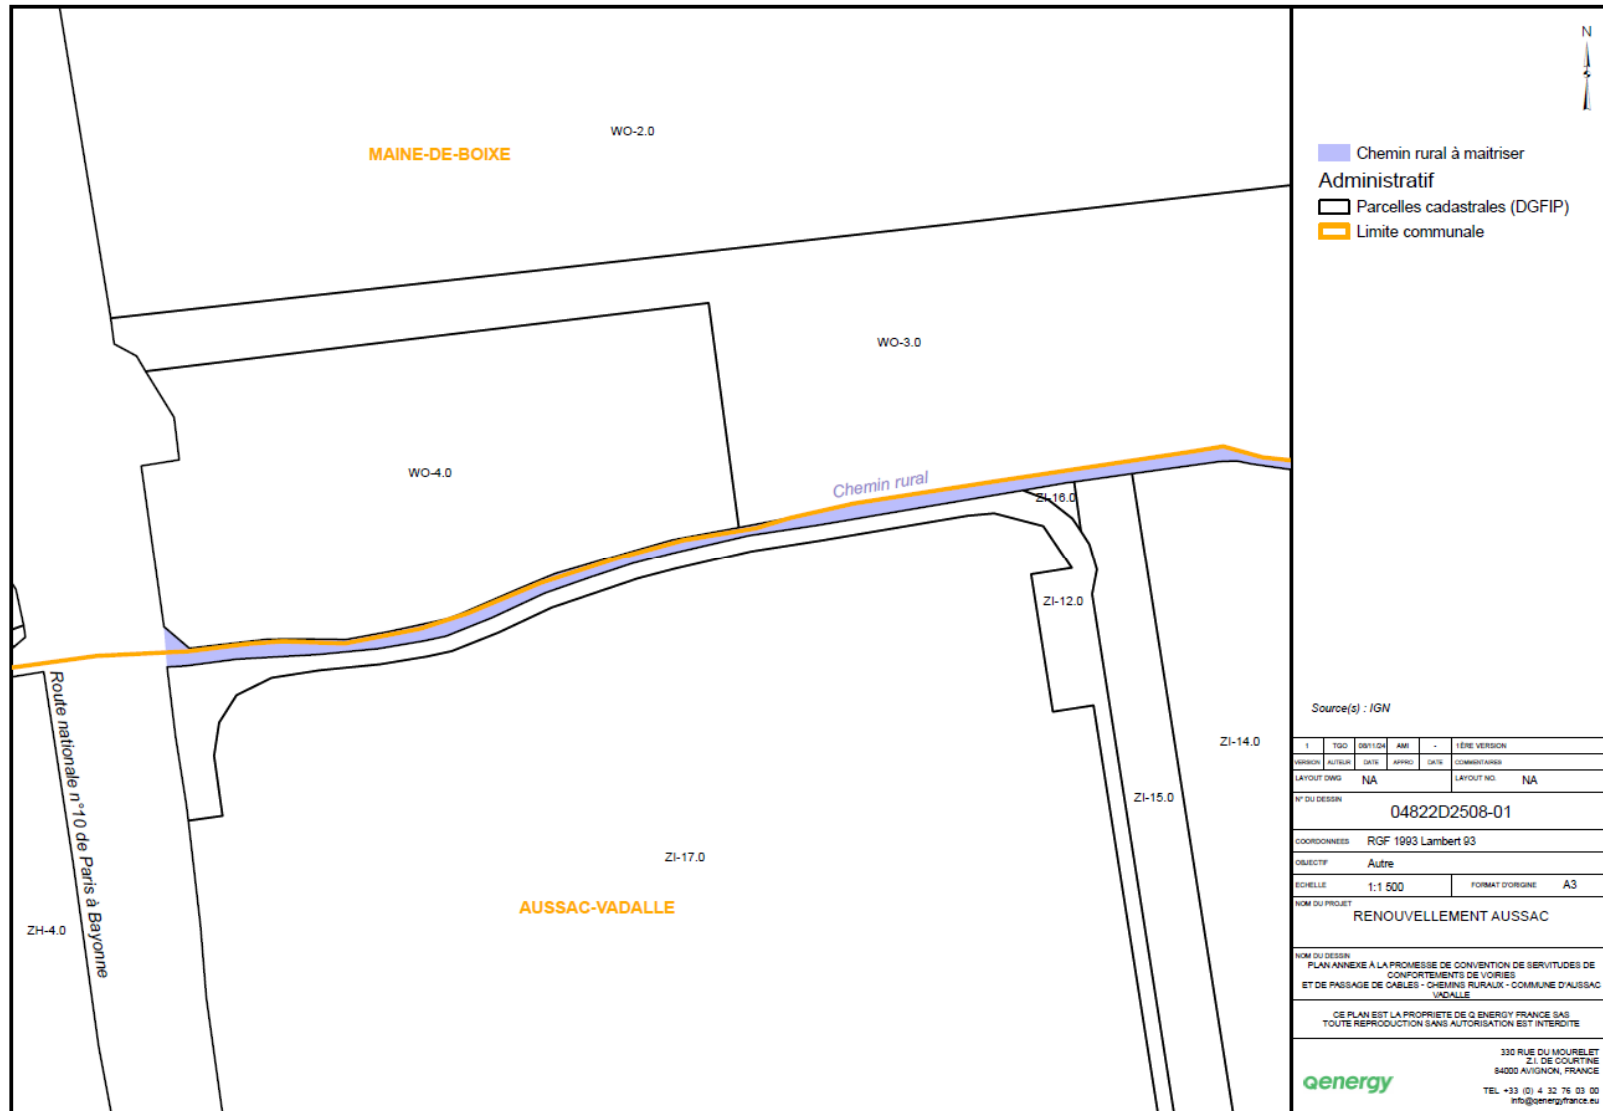 WO-2.0
MAINE-DE-BOIXE
WO-3.0
WO-4.0
Chemin rural
ZI-16.0
ZI-12.0
Route nationale n°10 de Paris à Bayonne
ZI-14.0
ZI-15.0
ZI-17.0
AUSSAC-VADALLE
ZH-4.0
N
Chemin rural à maitriser
Administratif
Parcelles cadastrales (DGFIP)
Limite communale
Source(s) : IGN
1 TGO 08/11/24 AMI - 1ÈRE VERSION
VERSION AUTEUR DATE APPRO DATE COMMENTAIRES
LAYOUT DWG NA LAYOUT NO. NA
N° DU DESSIN
04822D2508-01
COORDONNEES RGF 1993 Lambert 93
OBJECTIF Autre
ECHELLE 1:1 500 FORMAT D'ORIGINE A3
NOM DU PROJET
RENOUVELLEMENT AUSSAC
NOM DU DESSIN
PLAN ANNEXE À LA PROMESSE DE CONVENTION DE SERVITUDES DE
CONFORTEMENTS DE VOIRIES
ET DE PASSAGE DE CABLES - CHEMINS RURAUX - COMMUNE D'AUSSAC
VADALLE
CE PLAN EST LA PROPRIETE DE Q ENERGY FRANCE SAS
TOUTE REPRODUCTION SANS AUTORISATION EST INTERDITE
330 RUE DU MOURELET
Z.I. DE COURTINE
84000 AVIGNON, FRANCE
qenergy
TEL +33 (0) 4 32 76 03 00
info@qenergyfrance.eu